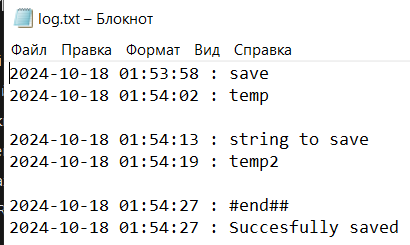 log.txt – Блокнот
Файл Правка Формат Вид Справка
2024-10-18 01:53:58 : save
2024-10-18 01:54:02 : temp
2024-10-18 01:54:13 : string to save
2024-10-18 01:54:19 : temp2
2024-10-18 01:54:27 : #end##
2024-10-18 01:54:27 : Succesfully saved